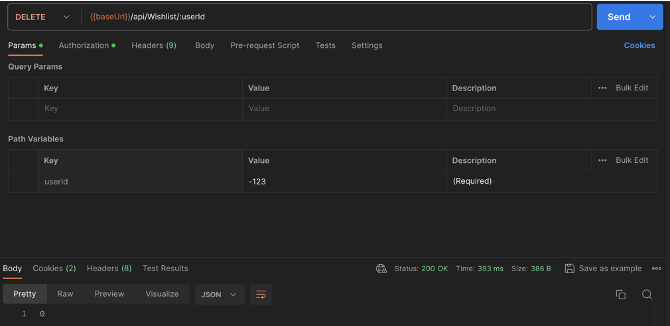 DELETE {{baseUrl}}/api/Wishlist/:userId Send
Params Authorization Headers (9) Body Pre-request Script Tests Settings Cookies
Query Params
Key Value Description ••• Bulk Edit
Key Value Description
Path Variables
Key Value Description ••• Bulk Edit
userId -123 (Required)
Body Cookies (2) Headers (8) Test Results Status: 200 OK Time: 393 ms Size: 386 B Save as example •••
Pretty Raw Preview Visualize JSON
1 0